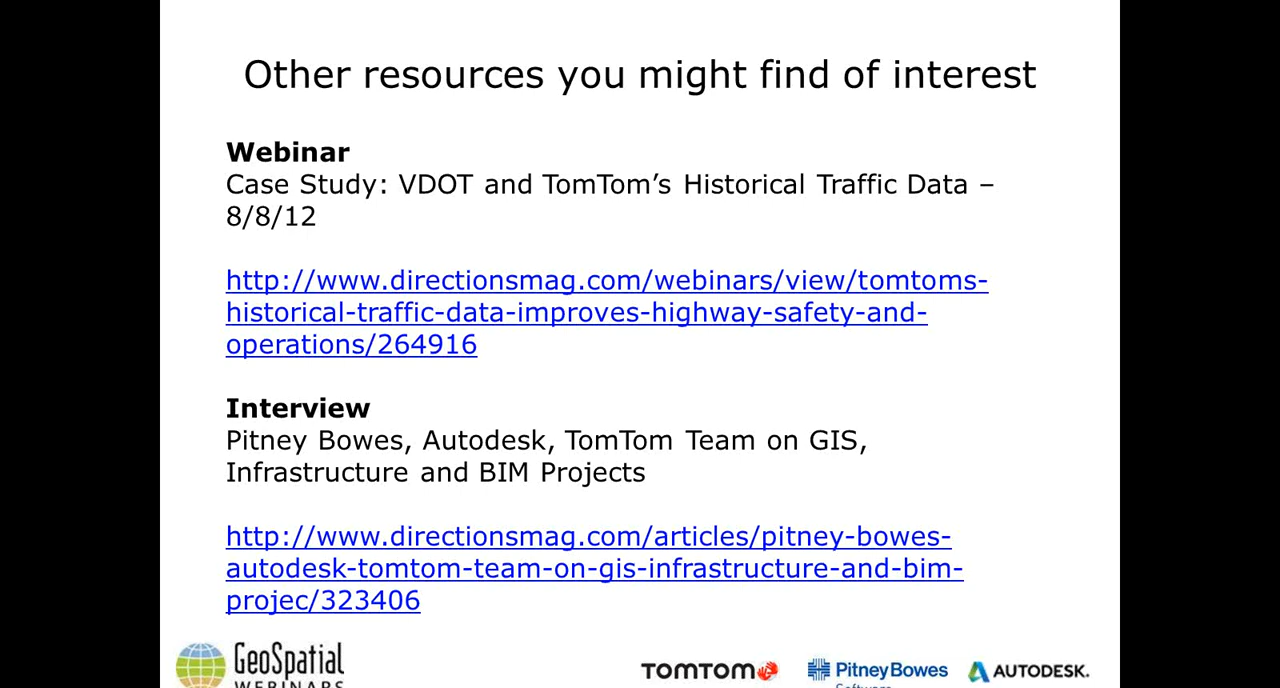 Other resources you might find of interest
Webinar
Case Study: VDOT and TomTom’s Historical Traffic Data –
8/8/12
http://www.directionsmag.com/webinars/view/tomtoms-
historical-traffic-data-improves-highway-safety-and-
operations/264916
Interview
Pitney Bowes, Autodesk, TomTom Team on GIS,
Infrastructure and BIM Projects
http://www.directionsmag.com/articles/pitney-bowes-
autodesk-tomtom-team-on-gis-infrastructure-and-bim-
projec/323406
GeoSpatial
WEBINARS
TOMTOM
PitneyBowes
Software
AUTODESK.